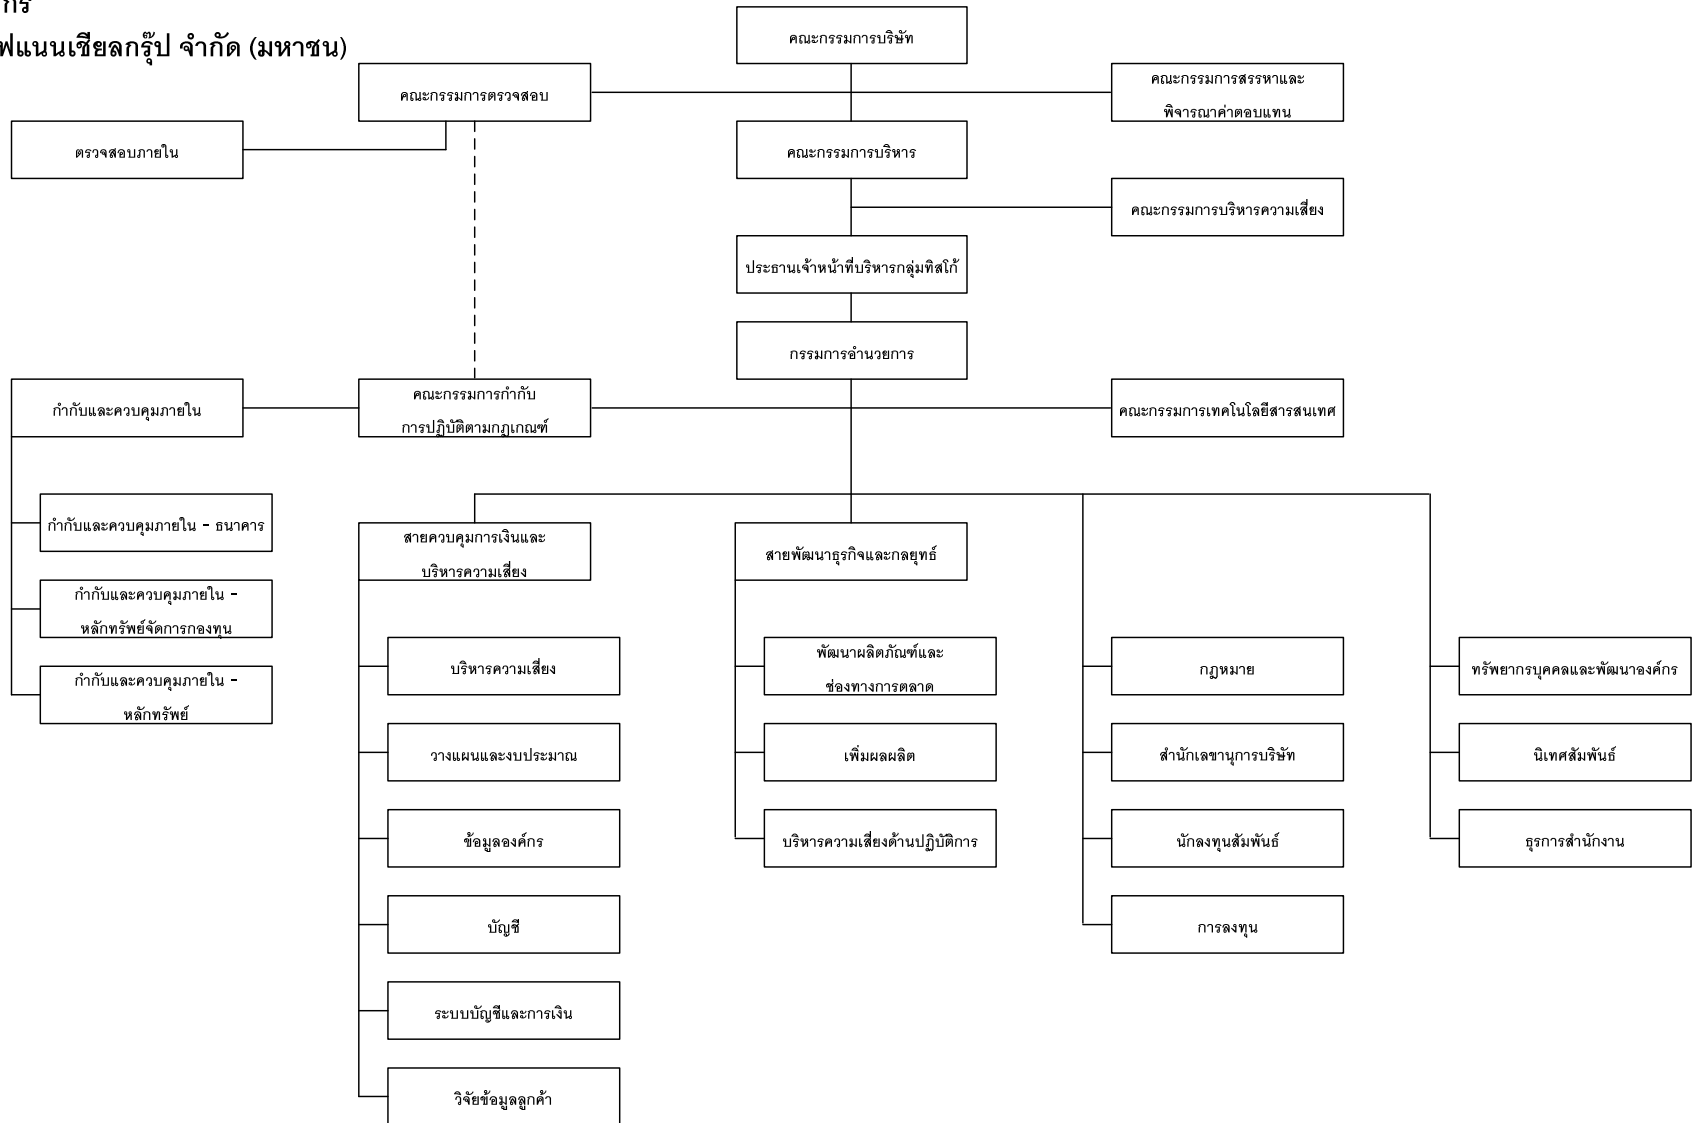 กร
ฟแนนเชียลกรุ๊ป จำกัด (มหาชน)
คณะกรรมการบริษัท
คณะกรรมการตรวจสอบ
คณะกรรมการสรรหาและ
พิจารณาค่าตอบแทน
ตรวจสอบภายใน
คณะกรรมการบริหาร
คณะกรรมการบริหารความเสี่ยง
ประธานเจ้าหน้าที่บริหารกลุ่มทิสโก้
กรรมการอำนวยการ
กำกับและควบคุมภายใน
คณะกรรมการกำกับ
การปฏิบัติตามกฎเกณฑ์
คณะกรรมการเทคโนโลยีสารสนเทศ
กำกับและควบคุมภายใน - ธนาคาร
กำกับและควบคุมภายใน -
หลักทรัพย์จัดการกองทุน
กำกับและควบคุมภายใน -
หลักทรัพย์
สายควบคุมการเงินและ
บริหารความเสี่ยง
บริหารความเสี่ยง
วางแผนและงบประมาณ
ข้อมูลองค์กร
บัญชี
ระบบบัญชีและการเงิน
วิจัยข้อมูลลูกค้า
สายพัฒนาธุรกิจและกลยุทธ์
พัฒนาผลิตภัณฑ์และ
ช่องทางการตลาด
เพิ่มผลผลิต
บริหารความเสี่ยงด้านปฏิบัติการ
กฎหมาย
สำนักเลขานุการบริษัท
นักลงทุนสัมพันธ์
การลงทุน
ทรัพยากรบุคคลและพัฒนาองค์กร
นิเทศสัมพันธ์
ธุรการสำนักงาน